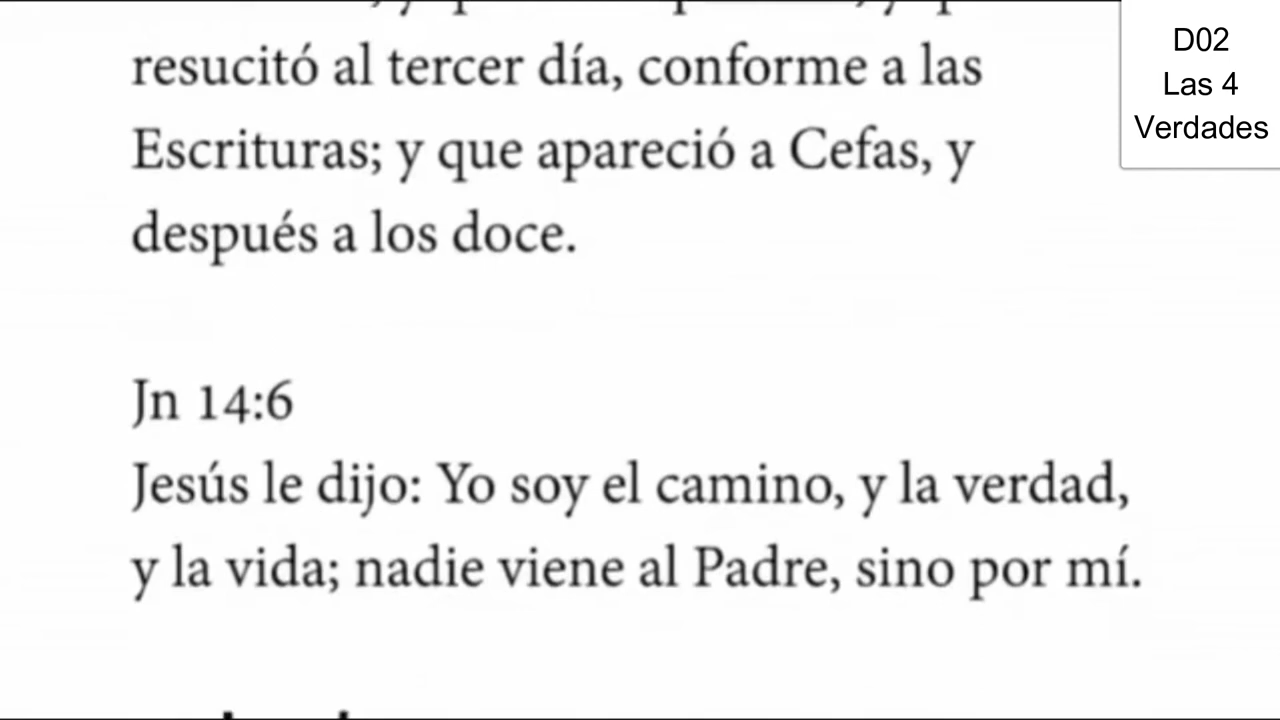 resucitó al tercer día, conforme a las
Escrituras; y que apareció a Cefas, y
después a los doce.
Jn 14:6
Jesús le dijo: Yo soy el camino, y la verdad,
y la vida; nadie viene al Padre, sino por mí.
D02
Las 4
Verdades